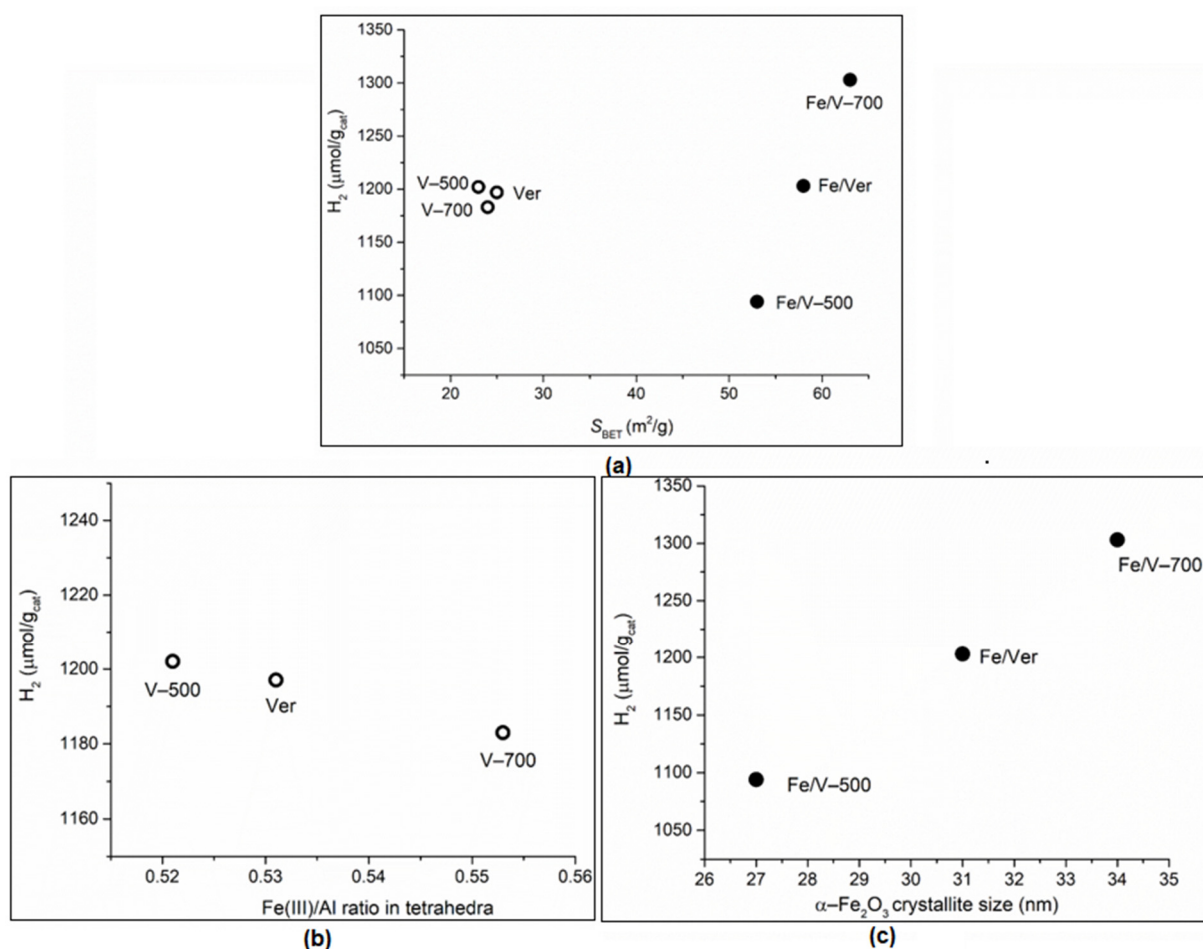 1350
1300
1250
1200
1150
1100
1050
H2 (μmol/gcat)
Fe/V–700
V–500
Ver
Fe/Ver
V–700
Fe/V–500
20 30 40 50 60
SBET (m2/g)
(a)
1240
1220
1200
1180
1160
H2 (μmol/gcat)
V–500
Ver
V–700
0.52 0.53 0.54 0.55 0.56
Fe(III)/Al ratio in tetrahedra
(b)
1350
1300
1250
1200
1150
1100
1050
H2 (μmol/gcat)
Fe/V–700
Fe/Ver
Fe/V–500
26 27 28 29 30 31 32 33 34 35
α–Fe2O3 crystallite size (nm)
(c)